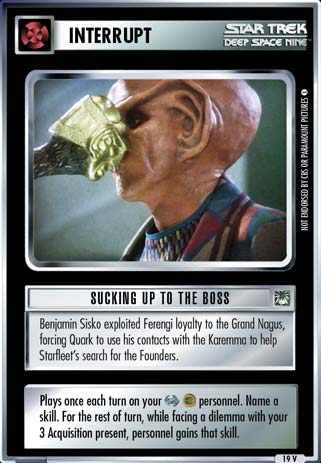 INTERRUPT
STAR TREK
DEEP SPACE NINE™
NOT ENDORSED BY CBS OR PARAMOUNT PICTURES
SUCKING UP TO THE BOSS
Benjamin Sisko exploited Ferengi loyalty to the Grand Nagus,
forcing Quark to use his contacts with the Karemma to help
Starfleet's search for the Founders.
Plays once each turn on your personnel. Name a
skill. For the rest of turn, while facing a dilemma with your
3 Acquisition present, personnel gains that skill.
19 V